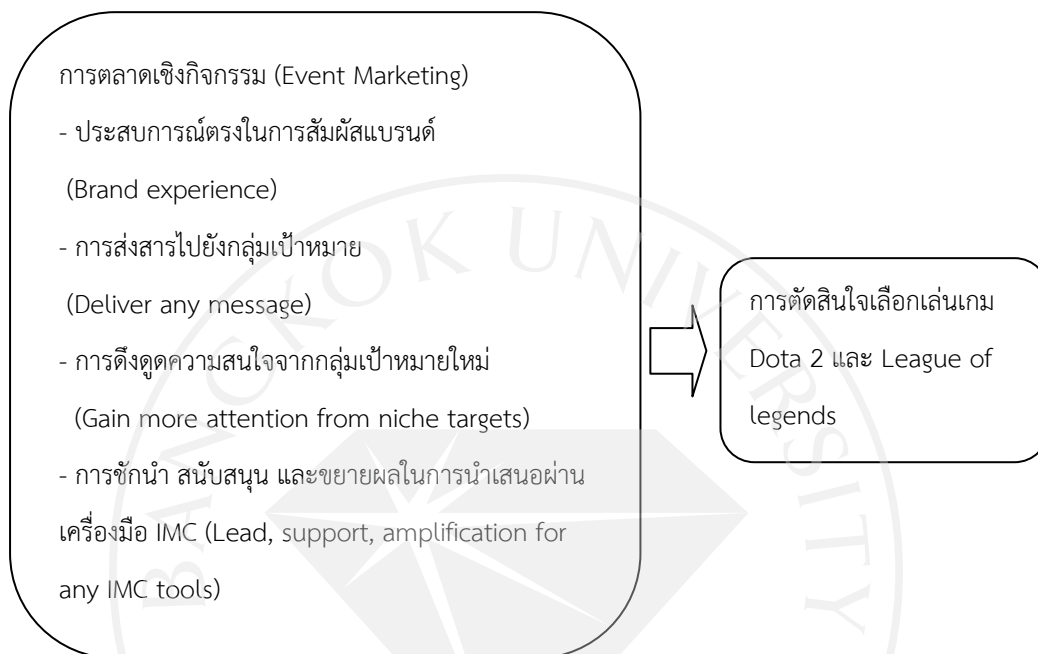 การตลาดเชิงกิจกรรม (Event Marketing)
- ประสบการณ์ตรงในการสัมผัสแบรนด์
(Brand experience)
- การส่งสารไปยังกลุ่มเป้าหมาย
(Deliver any message)
- การดึงดูดความสนใจจากกลุ่มเป้าหมายใหม่
(Gain more attention from niche targets)
- การชักนำ สนับสนุน และขยายผลในการนำเสนอผ่าน
เครื่องมือ IMC (Lead, support, amplification for
any IMC tools)
การตัดสินใจเลือกเล่นเกม
Dota 2 และ League of
legends
BANGKOK UNIVERSITY